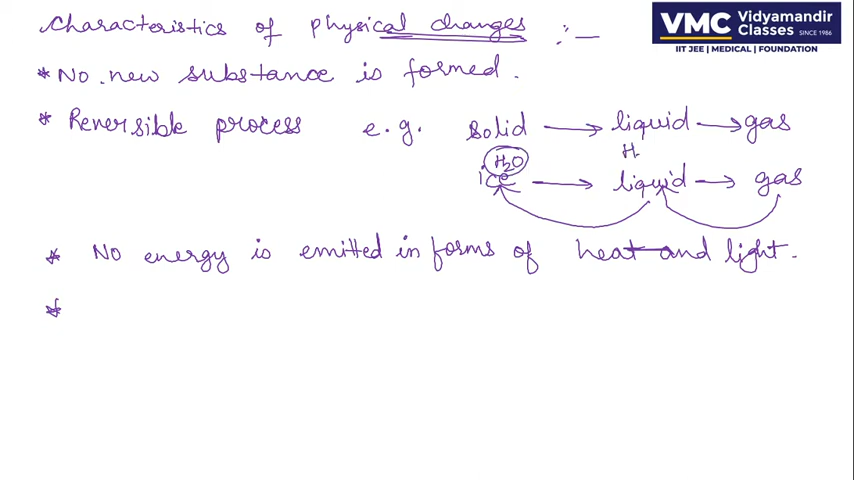 Characteristics of physical changes :—
VMC Vidyamandir Classes SINCE 1986
IIT JEE | MEDICAL | FOUNDATION
* No new substance is formed.
* Reversible process e.g. solid → liquid → gas
H2O H
ice → liquid → gas
* No energy is emitted in forms of heat and light.
*